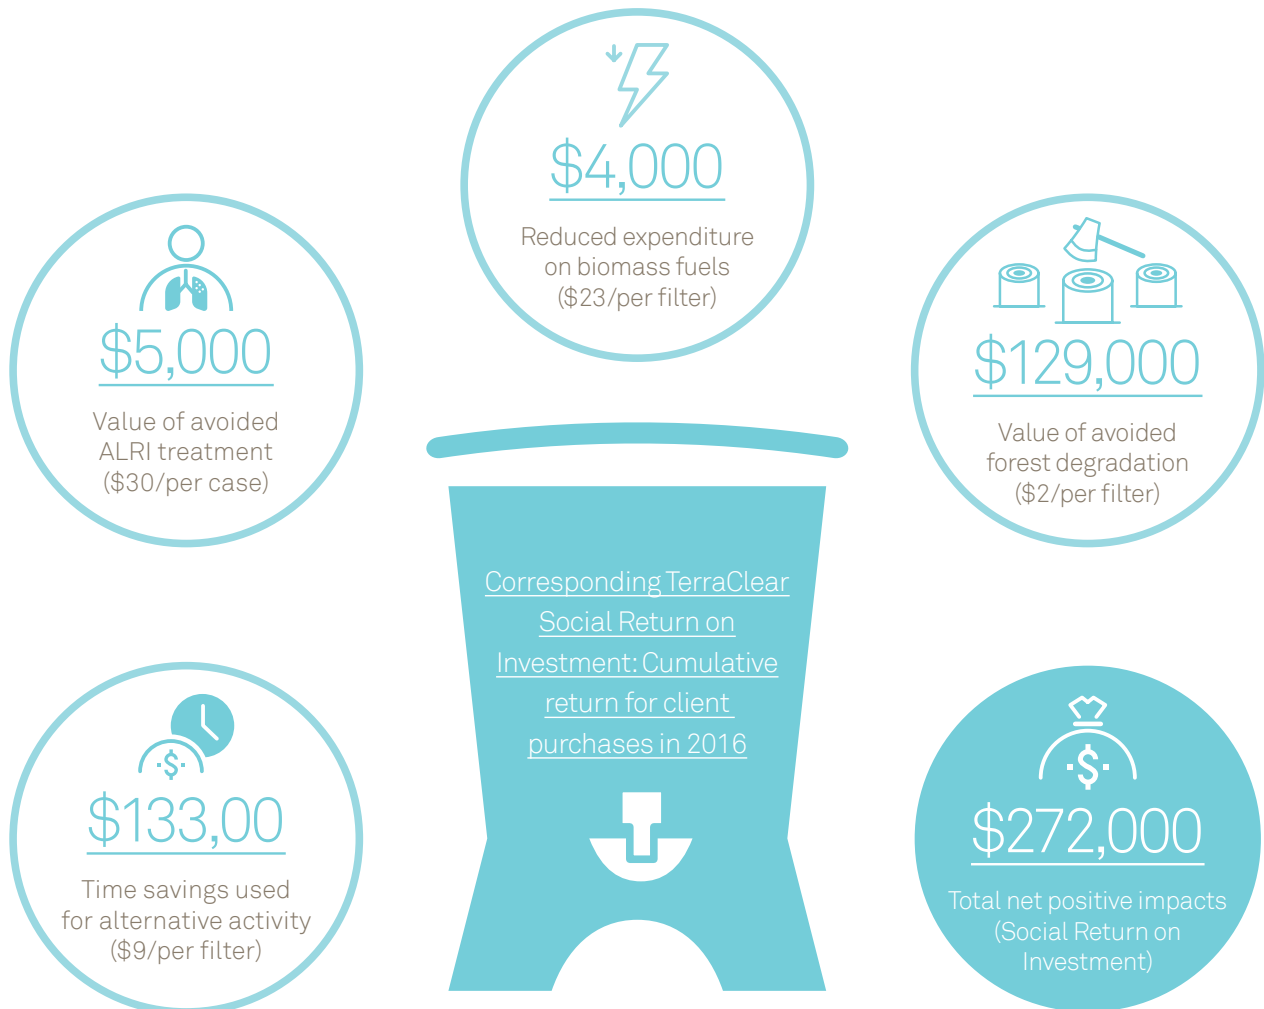 $4,000
Reduced expenditure
on biomass fuels
($23/per filter)
$5,000
Value of avoided
ALRI treatment
($30/per case)
$129,000
Value of avoided
forest degradation
($2/per filter)
Corresponding TerraClear
Social Return on
Investment: Cumulative
return for client
purchases in 2016
$133,00
Time savings used
for alternative activity
($9/per filter)
$272,000
Total net positive impacts
(Social Return on
Investment)